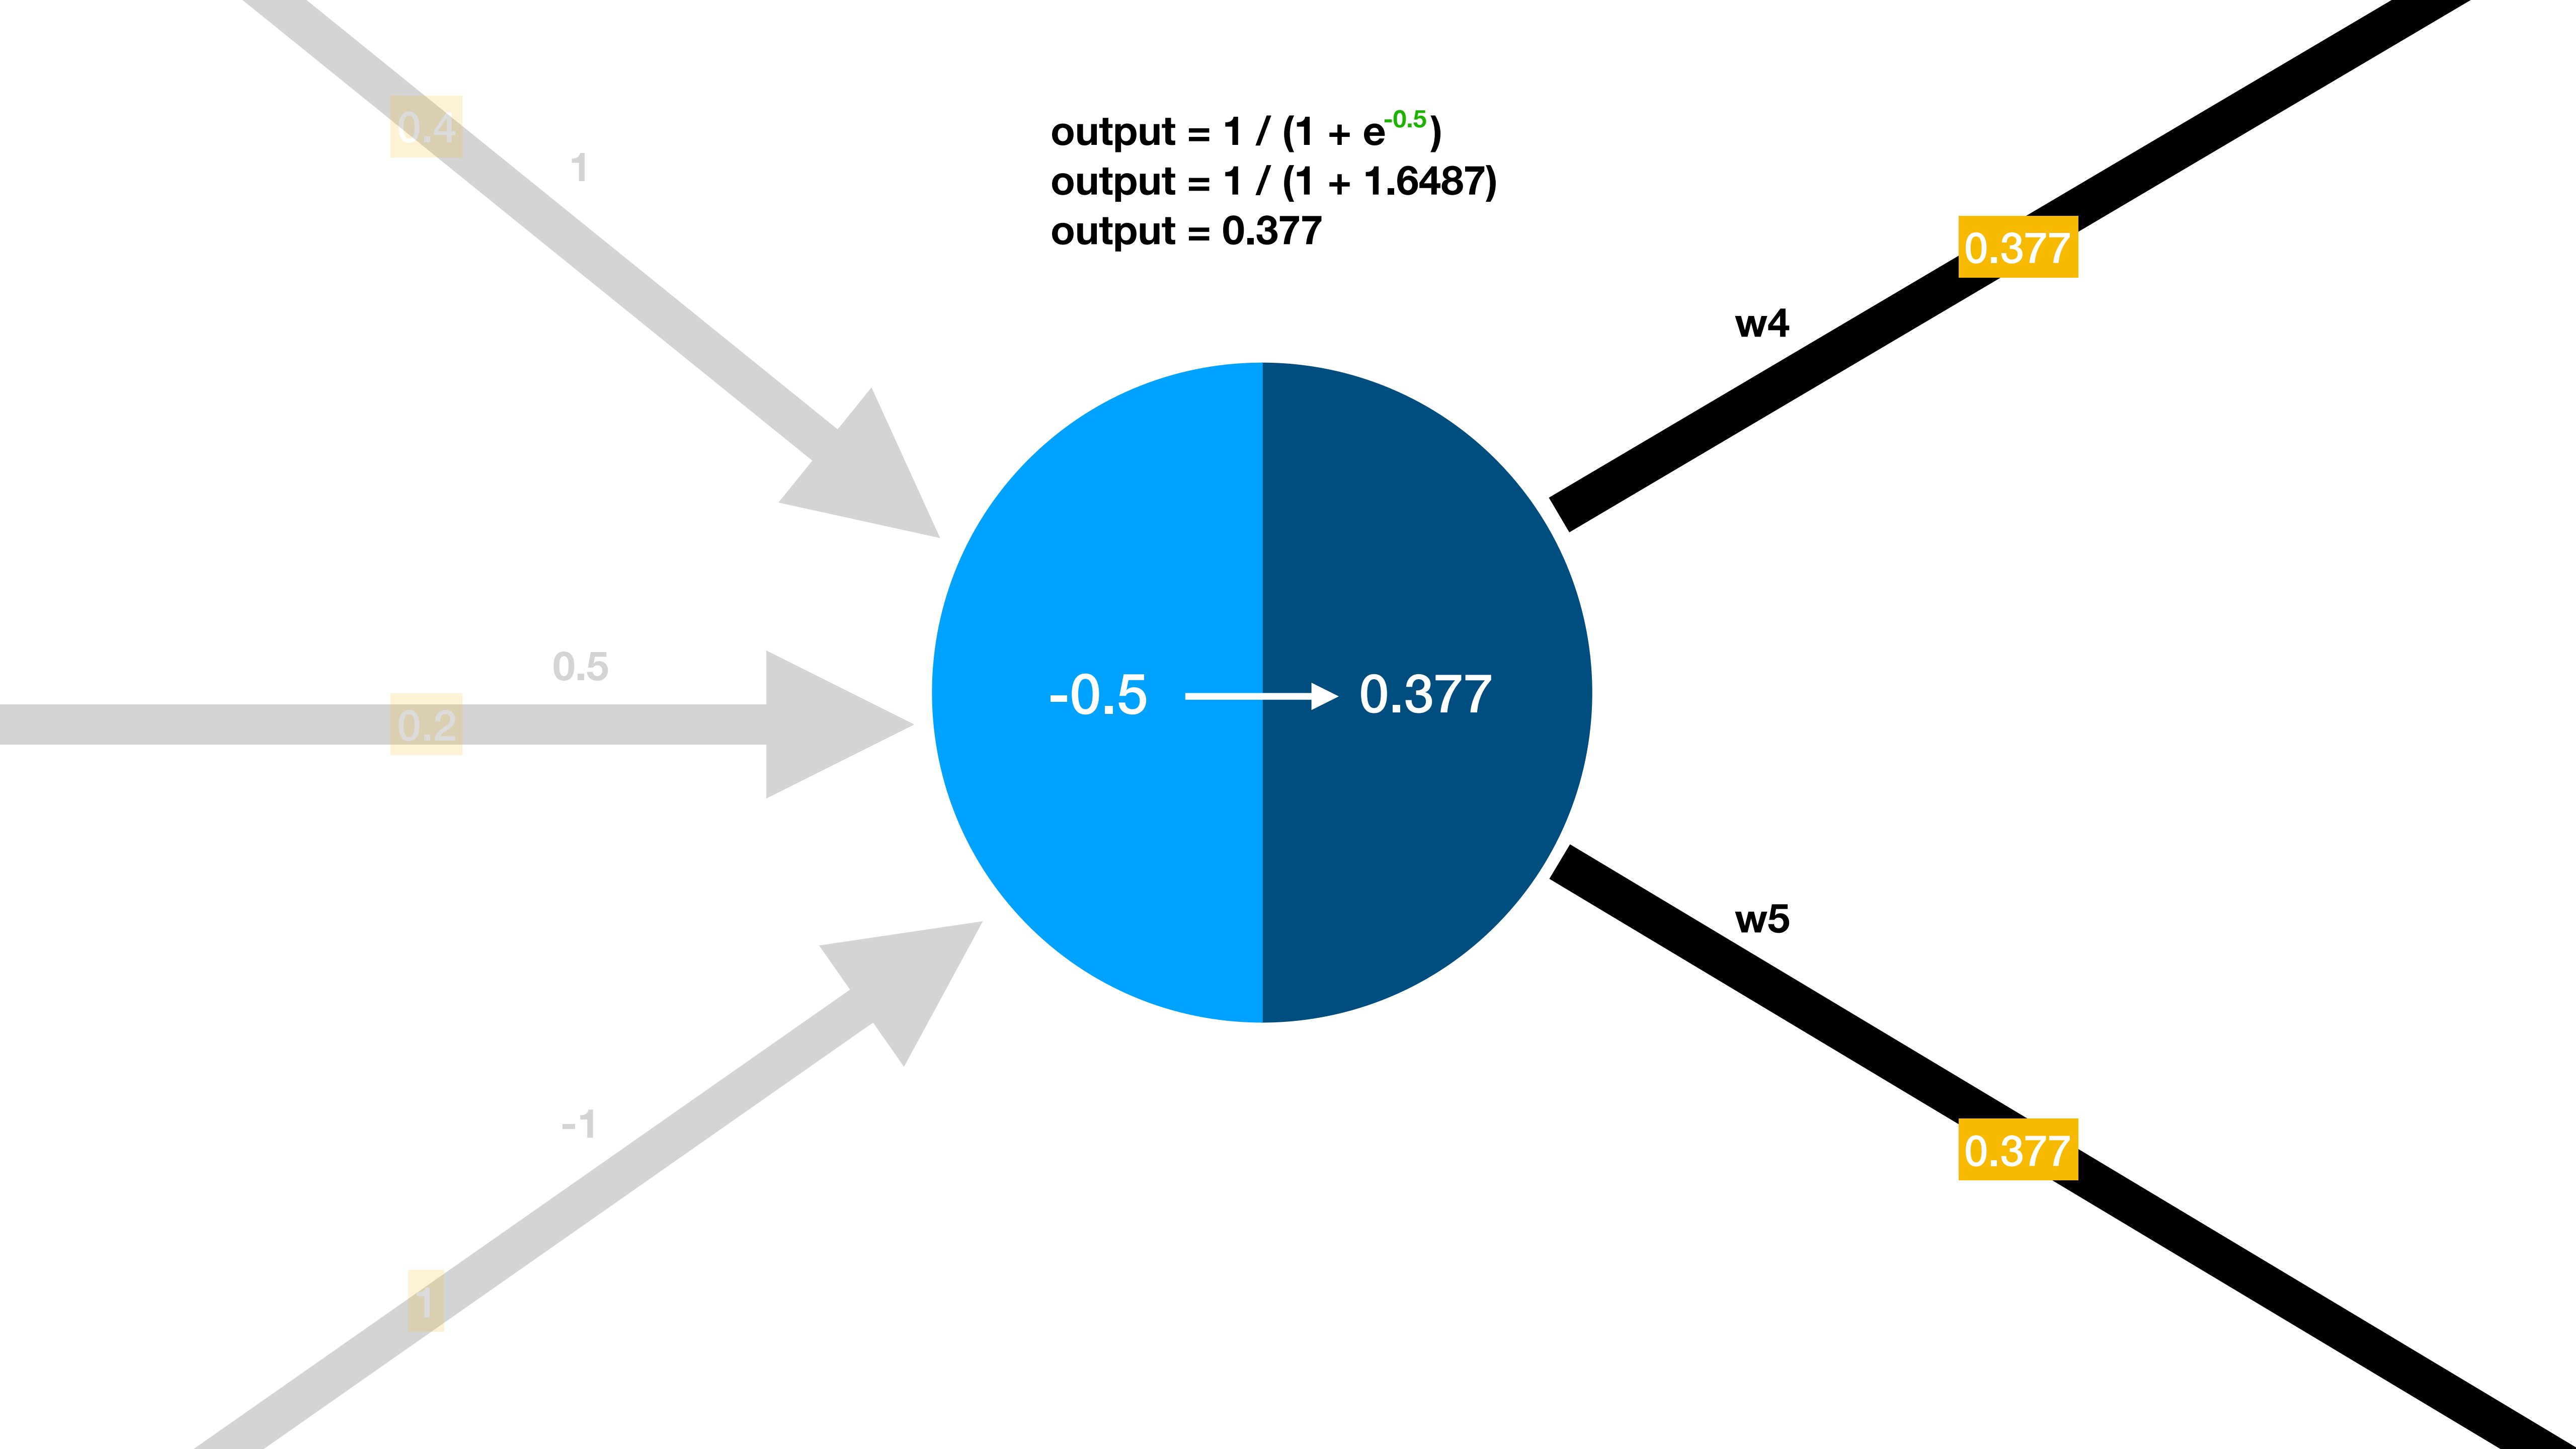 output = 1 / (1 + e^-0.5)
output = 1 / (1 + 1.6487)
output = 0.377
0.4
1
0.377
w4
0.5
0.2
-0.5
0.377
w5
-1
0.377
1